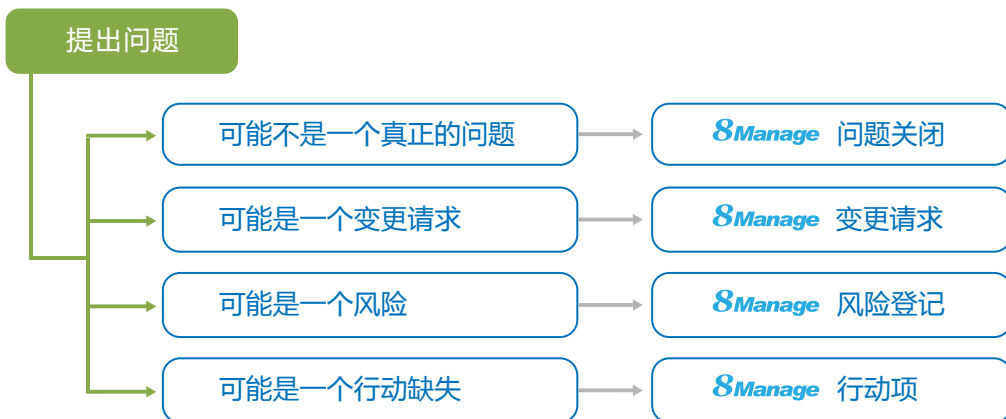 提出问题
可能不是一个真正的问题
8Manage 问题关闭
可能是一个变更请求
8Manage 变更请求
可能是一个风险
8Manage 风险登记
可能是一个行动缺失
8Manage 行动项